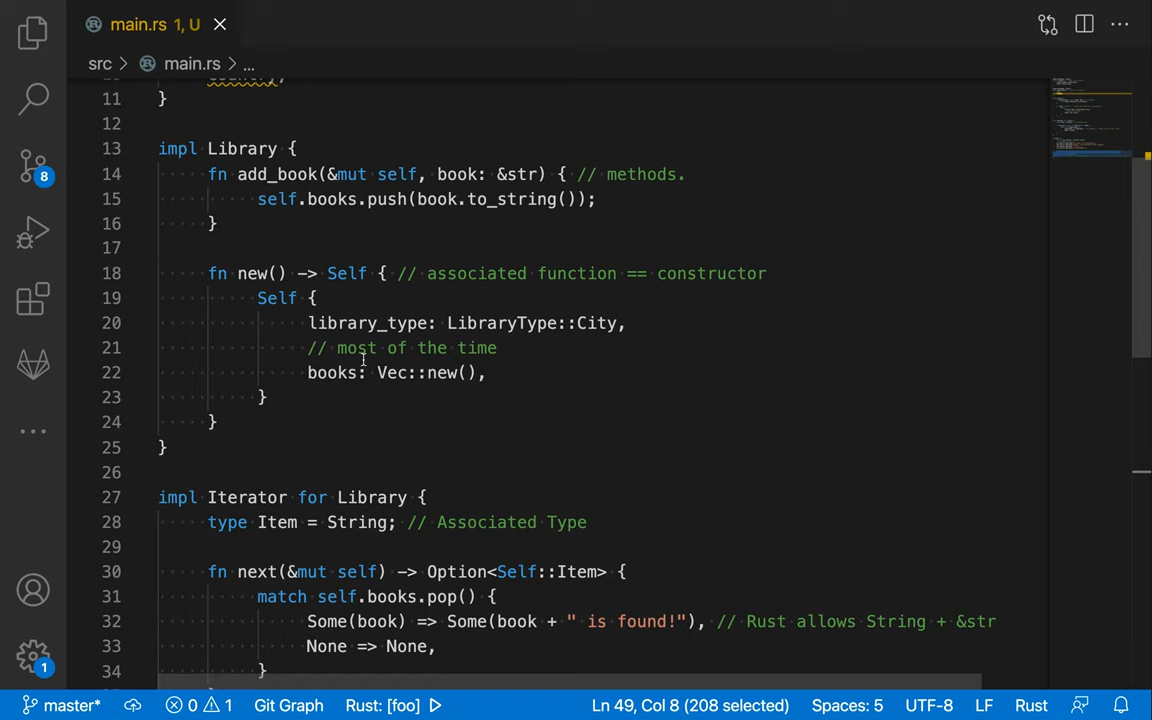 main.rs 1, U
src > main.rs > ...
10 Country,
11 }
12
13 impl Library {
14 fn add_book(&mut self, book: &str) { // methods.
15 self.books.push(book.to_string());
16 }
17
18 fn new() -> Self { // associated function == constructor
19 Self {
20 library_type: LibraryType::City,
21 // most of the time
22 books: Vec::new(),
23 }
24 }
25 }
26
27 impl Iterator for Library {
28 type Item = String; // Associated Type
29
30 fn next(&mut self) -> Option<Self::Item> {
31 match self.books.pop() {
32 Some(book) => Some(book + " is found!"), // Rust allows String + &str
33 None => None,
34 }
8
1
master* 0 1 Git Graph Rust: [foo] Ln 49, Col 8 (208 selected) Spaces: 5 UTF-8 LF Rust